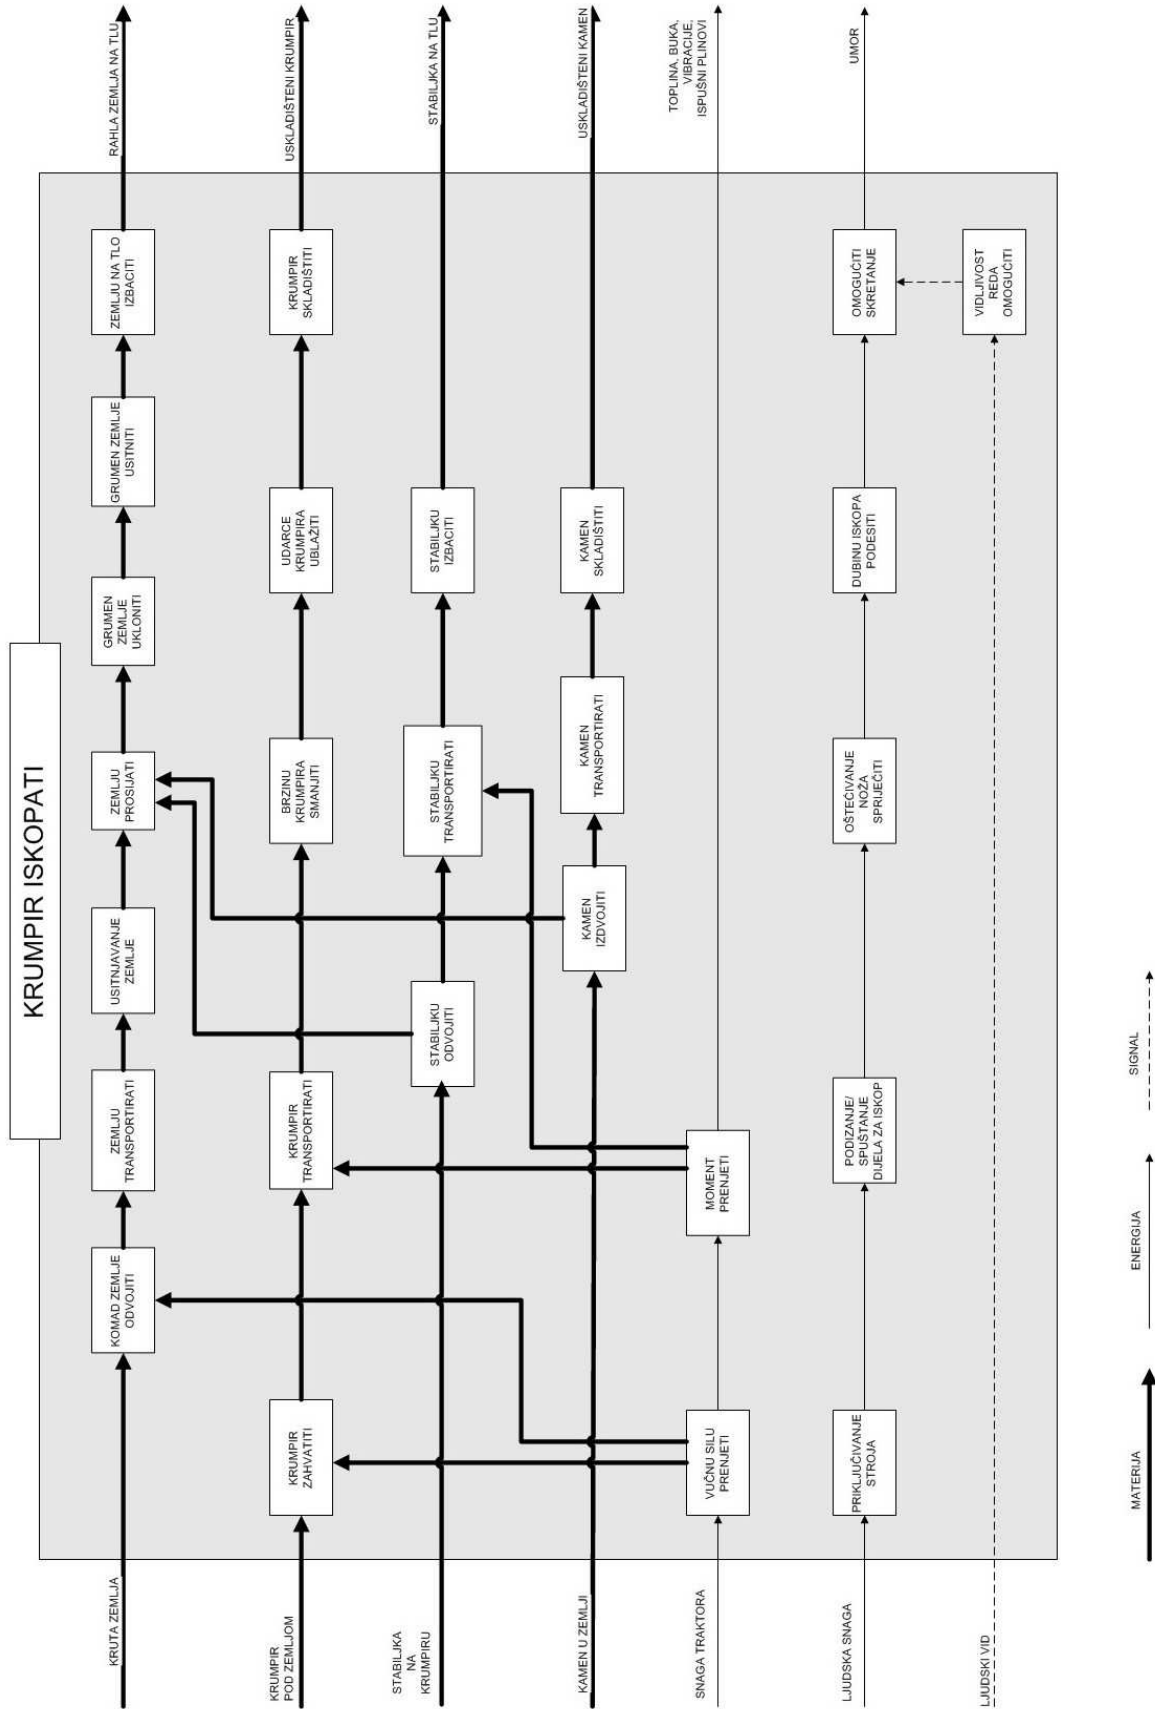 KRUMPIR ISKOPATI
KRUTA ZEMLJA
KOMAD ZEMLJE
ODVOJITI
ZEMLJU
TRANSPORTIRATI
USITNJAVANJE
ZEMLJE
ZEMLJU
PROSIJATI
GRUMEN
ZEMLJE
UKLONITI
GRUMEN ZEMLJE
USITNITI
ZEMLJU NA TLO
IZBACITI
RAHLA ZEMLJA NA TLU
KRUMPIR
POD ZEMLJOM
KRUMPIR
ZAHVATITI
KRUMPIR
TRANSPORTIRATI
BRZINU
KRUMPIRA
SMANJITI
UDARCE
KRUMPIRA
UBLAŽITI
KRUMPIR
SKLADIŠTITI
USKLADIŠTENI KRUMPIR
STABILJKA
NA
KRUMPIRU
STABILJKU
ODVOJITI
STABILJKU
TRANSPORTIRATI
STABILJKU
IZBACITI
STABILJKA NA TLU
KAMEN U ZEMLJI
KAMEN
IZDVOJITI
KAMEN
TRANSPORTIRATI
KAMEN
SKLADIŠTITI
USKLADIŠTENI KAMEN
SNAGA TRAKTORA
VUČNU SILU
PRENJETI
MOMENT
PRENJETI
TOPLINA, BUKA,
VIBRACIJE,
ISPUŠNI PLINOVI
LJUDSKA SNAGA
PRIKLJUČIVANJE
STROJA
PODIZANJE/
SPUŠTANJE
DIJELA ZA ISKOP
OŠTEĆIVANJE
NOŽA
SPRIJEČITI
DUBINU ISKOPA
PODESITI
OMOGUĆITI
SKRETANJE
UMOR
LJUDSKI VID
VIDLJIVOST
REDA
OMOGUĆITI
MATERIJA
ENERGIJA
SIGNAL